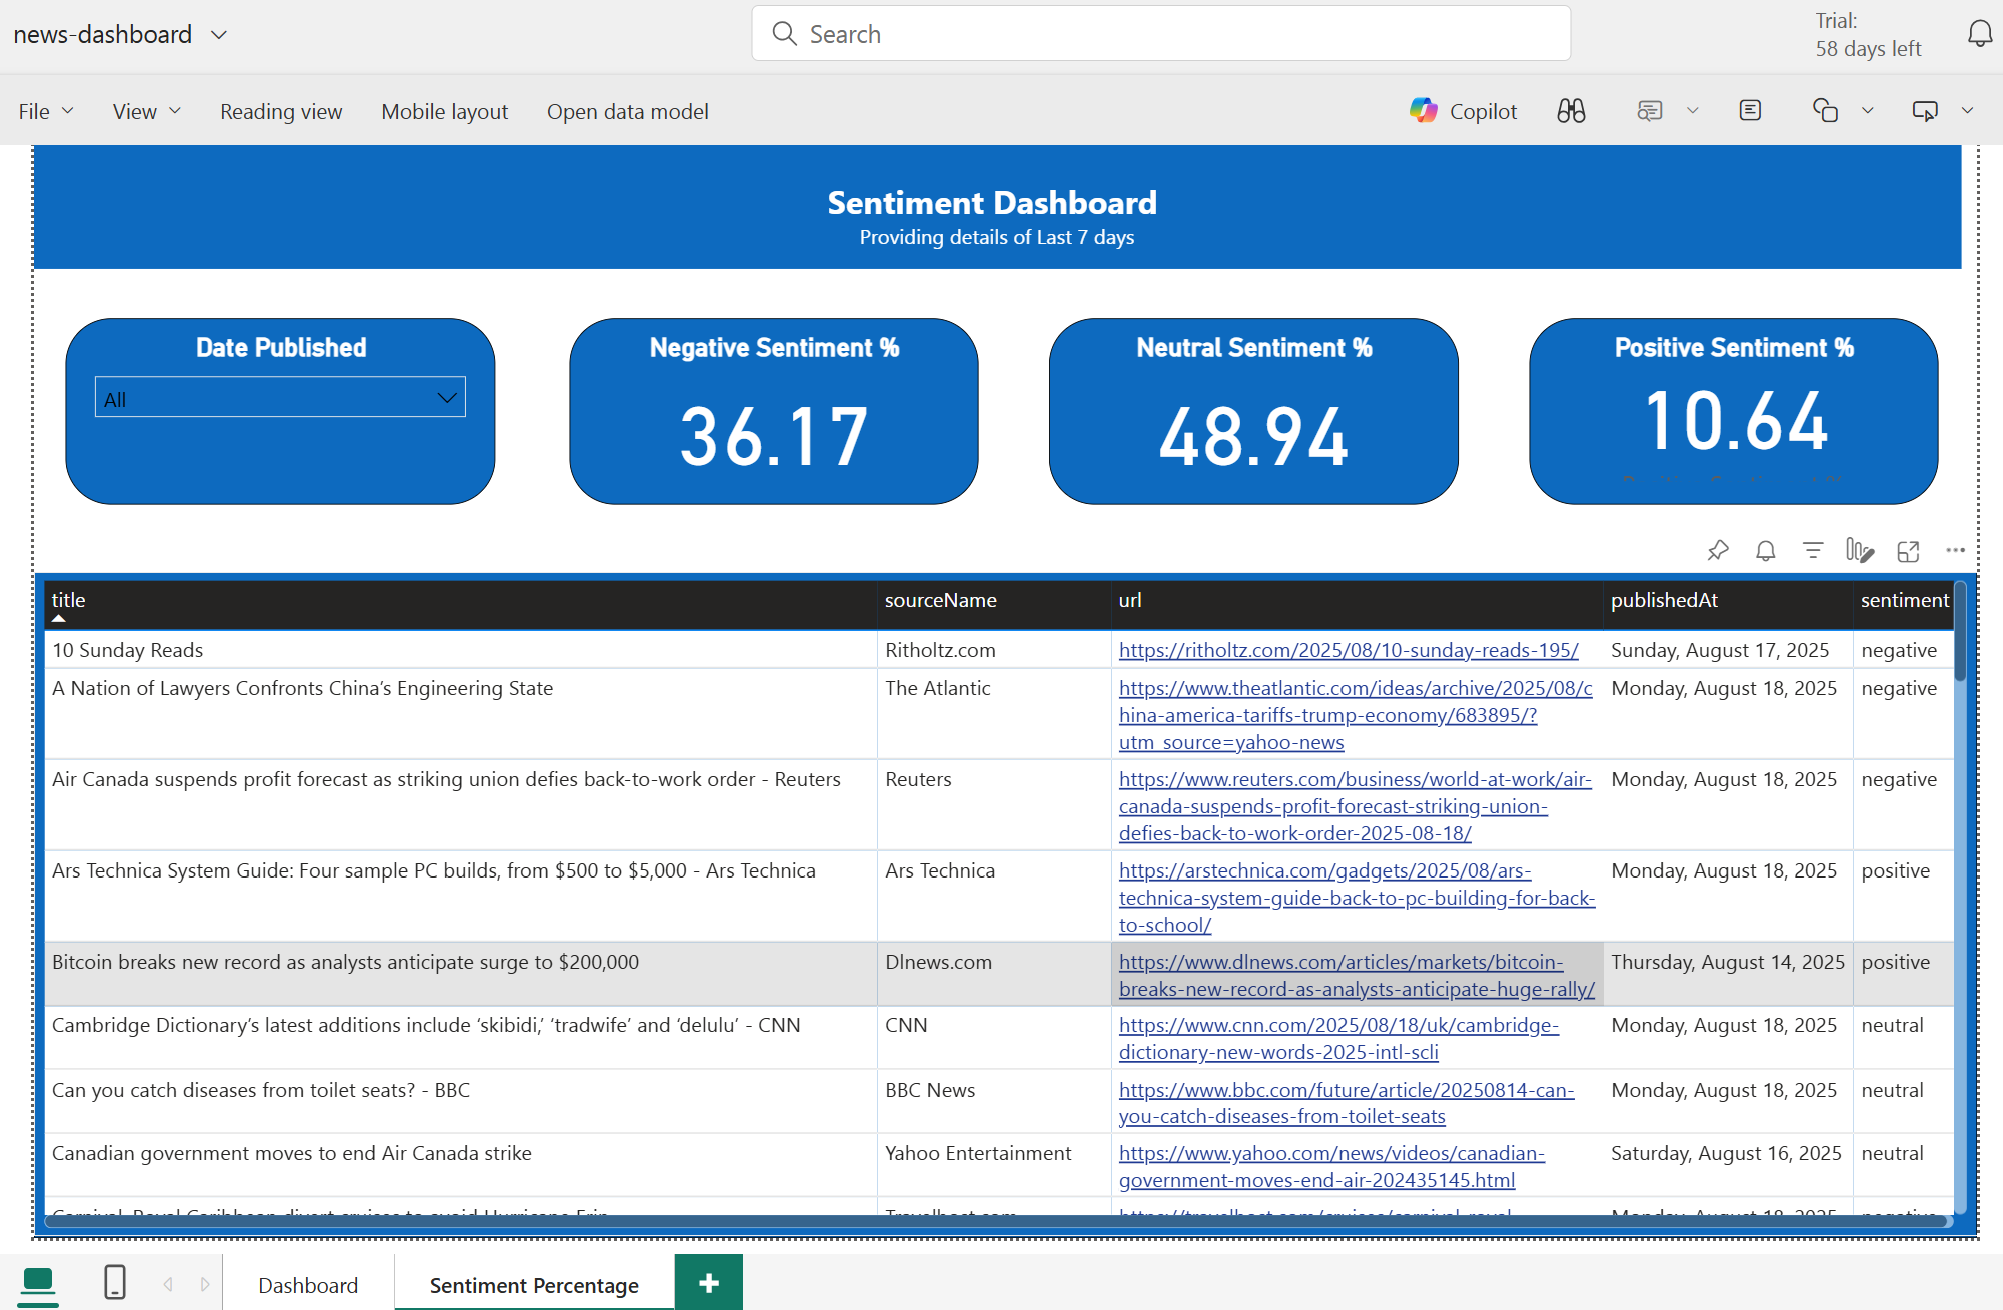 news-dashboard
Search
Trial:
58 days left
File
View
Reading view
Mobile layout
Open data model
Copilot
Sentiment Dashboard
Providing details of Last 7 days
Date Published
All
Negative Sentiment %
36.17
Neutral Sentiment %
48.94
Positive Sentiment %
10.64
title sourceName url publishedAt sentiment
10 Sunday Reads Ritholtz.com https://ritholtz.com/2025/08/10-sunday-reads-195/ Sunday, August 17, 2025 negative
A Nation of Lawyers Confronts China’s Engineering State The Atlantic https://www.theatlantic.com/ideas/archive/2025/08/c Monday, August 18, 2025 negative
hina-america-tariffs-trump-economy/683895/?
utm_source=yahoo-news
Air Canada suspends profit forecast as striking union defies back-to-work order - Reuters Reuters https://www.reuters.com/business/world-at-work/air- Monday, August 18, 2025 negative
canada-suspends-profit-forecast-striking-union-
defies-back-to-work-order-2025-08-18/
Ars Technica System Guide: Four sample PC builds, from $500 to $5,000 - Ars Technica Ars Technica https://arstechnica.com/gadgets/2025/08/ars- Monday, August 18, 2025 positive
technica-system-guide-back-to-pc-building-for-back-
to-school/
Bitcoin breaks new record as analysts anticipate surge to $200,000 Dlnews.com https://www.dlnews.com/articles/markets/bitcoin- Thursday, August 14, 2025 positive
breaks-new-record-as-analysts-anticipate-huge-rally/
Cambridge Dictionary’s latest additions include ‘skibidi,’ ‘tradwife’ and ‘delulu’ - CNN CNN https://www.cnn.com/2025/08/18/uk/cambridge- Monday, August 18, 2025 neutral
dictionary-new-words-2025-intl-scli
Can you catch diseases from toilet seats? - BBC BBC News https://www.bbc.com/future/article/20250814-can- Monday, August 18, 2025 neutral
you-catch-diseases-from-toilet-seats
Canadian government moves to end Air Canada strike Yahoo Entertainment https://www.yahoo.com/news/videos/canadian- Saturday, August 16, 2025 neutral
government-moves-end-air-202435145.html
Dashboard
Sentiment Percentage